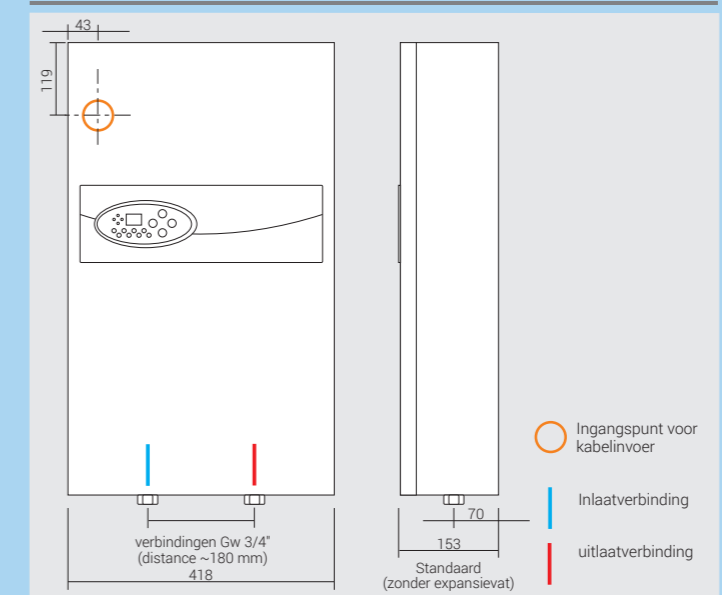 43
119
Ingangspunt voor
kabelinvoer
Inlaatverbinding
uitlaatverbinding
verbindingen Gw 3/4"
(distance ~180 mm)
418
70
153
Standaard
(zonder expansievat)